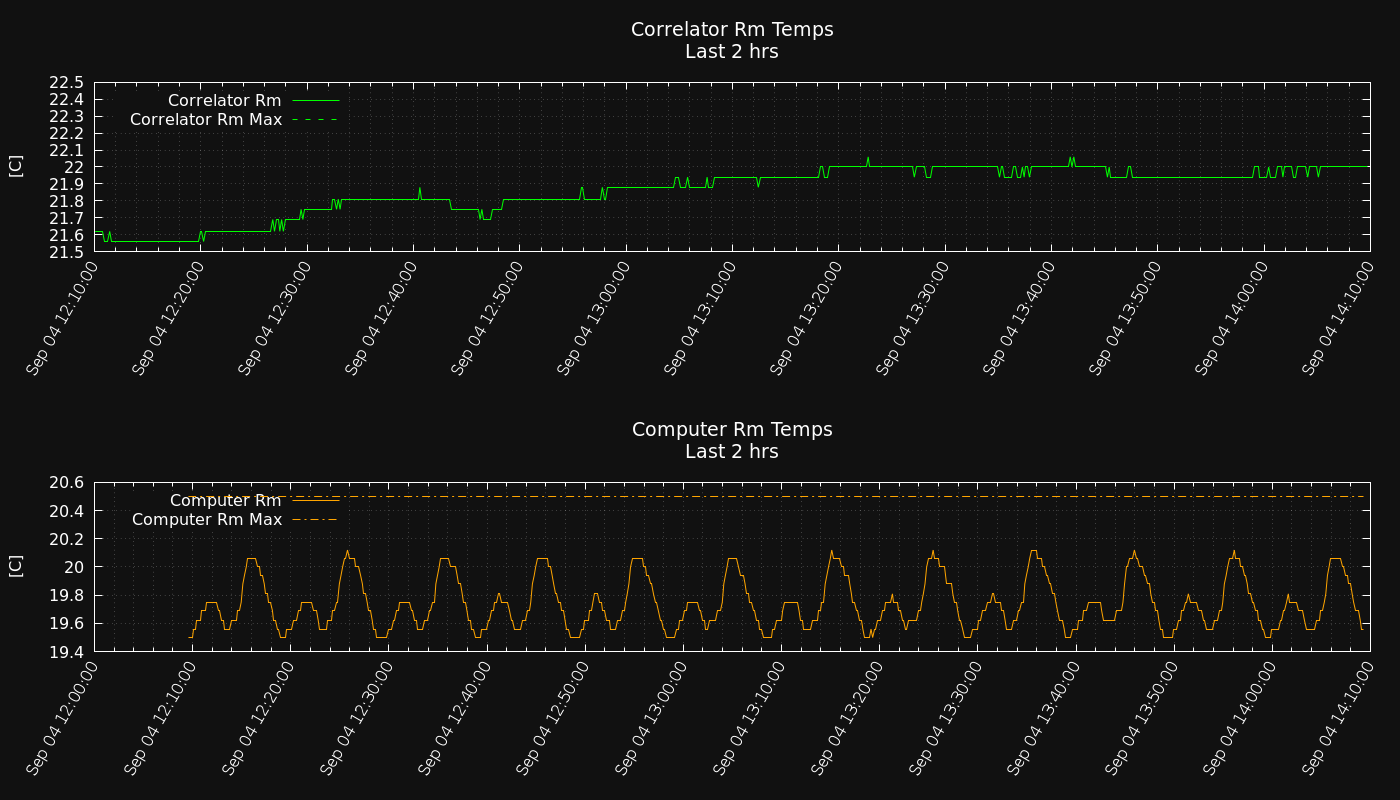 Correlator Rm Temps
Last 2 hrs
22.5
22.4
22.3
22.2
22.1
22
21.9
21.8
21.7
21.6
21.5
[C]
Correlator Rm
Correlator Rm Max
Sep 04 12:10:00
Sep 04 12:20:00
Sep 04 12:30:00
Sep 04 12:40:00
Sep 04 12:50:00
Sep 04 13:00:00
Sep 04 13:10:00
Sep 04 13:20:00
Sep 04 13:30:00
Sep 04 13:40:00
Sep 04 13:50:00
Sep 04 14:00:00
Sep 04 14:10:00
Computer Rm Temps
Last 2 hrs
20.6
20.4
20.2
20
19.8
19.6
19.4
[C]
Computer Rm
Computer Rm Max
Sep 04 12:00:00
Sep 04 12:10:00
Sep 04 12:20:00
Sep 04 12:30:00
Sep 04 12:40:00
Sep 04 12:50:00
Sep 04 13:00:00
Sep 04 13:10:00
Sep 04 13:20:00
Sep 04 13:30:00
Sep 04 13:40:00
Sep 04 13:50:00
Sep 04 14:00:00
Sep 04 14:10:00